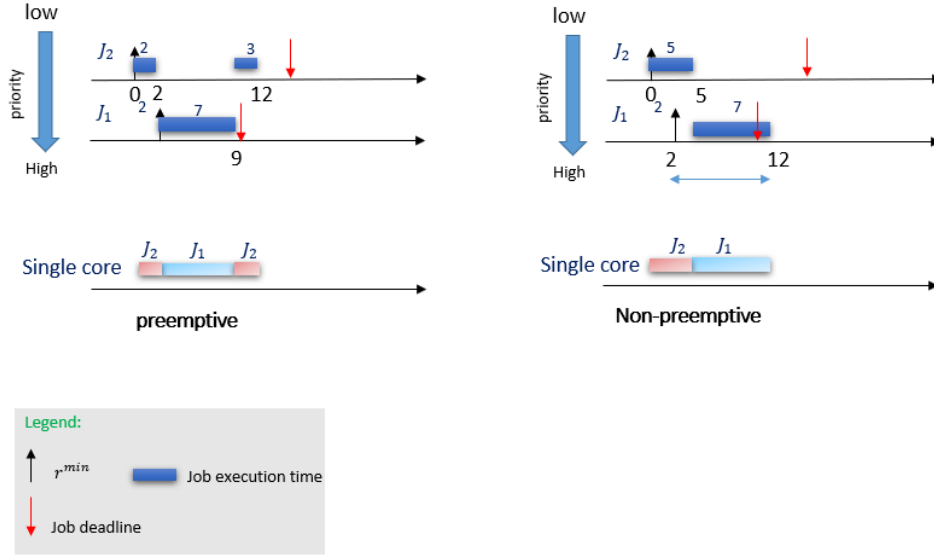 low
J₂ 2 3
0 2 12
priority
J₁ 2 7
9
High
J₂ J₁ J₂
Single core
preemptive
low
J₂ 5
0 5
priority
J₁ 2 7
2 12
High
J₂ J₁
Single core
Non-preemptive
Legend:
r^min
Job execution time
Job deadline